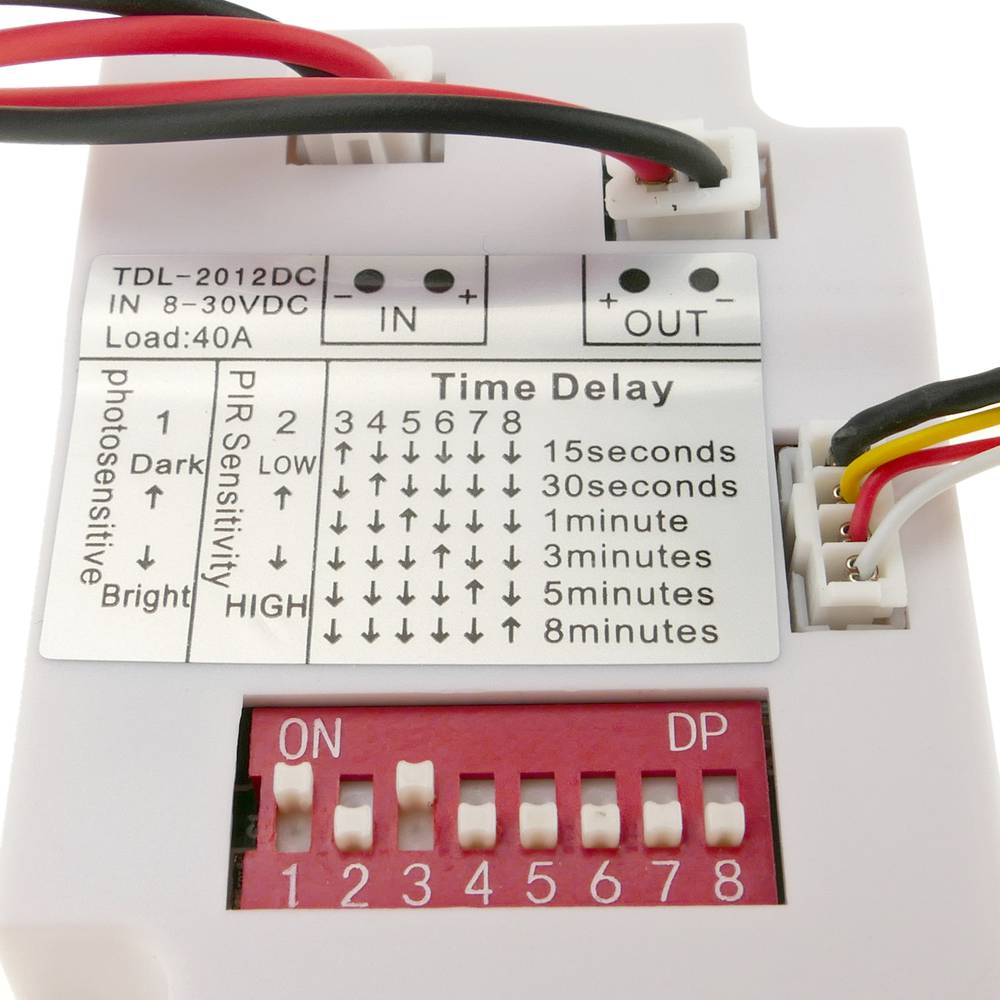 TDL-2012DC
IN 8-30VDC
Load:40A
- +
IN
+ -
OUT
photosensitive
1
Dark
↑
↓
Bright
PIR Sensitivity
2
LOW
↑
↓
HIGH
Time Delay
3 4 5 6 7 8
↑ ↓ ↓ ↓ ↓ ↓ 15seconds
↓ ↑ ↓ ↓ ↓ ↓ 30seconds
↓ ↓ ↑ ↓ ↓ ↓ 1minute
↓ ↓ ↓ ↑ ↓ ↓ 3minutes
↓ ↓ ↓ ↓ ↑ ↓ 5minutes
↓ ↓ ↓ ↓ ↓ ↑ 8minutes
ON DP
1 2 3 4 5 6 7 8